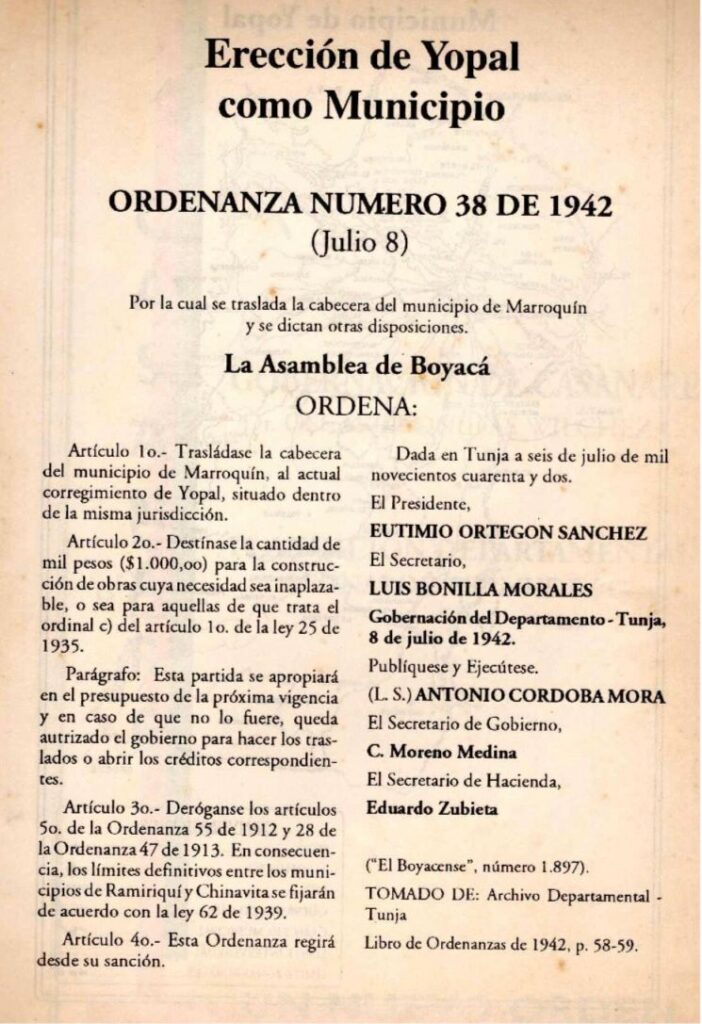 Erección de Yopal
como Municipio
ORDENANZA NUMERO 38 DE 1942
(Julio 8)
Por la cual se traslada la cabecera del municipio de Marroquín
y se dictan otras disposiciones.
La Asamblea de Boyacá
ORDENA:
Artículo 1o.- Trasládase la cabecera
del municipio de Marroquín, al actual
corregimiento de Yopal, situado dentro
de la misma jurisdicción.
Artículo 2o.- Destínase la cantidad de
mil pesos ($1.000,oo) para la construc-
ción de obras cuya necesidad sea inaplaza-
ble, o sea para aquellas de que trata el
ordinal c) del artículo 1o. de la ley 25 de
1935.
Parágrafo: Esta partida se apropiará
en el presupuesto de la próxima vigencia
y en caso de que no lo fuere, queda
autrizado el gobierno para hacer los tras-
lados o abrir los créditos correspondien-
tes.
Artículo 3o.- Deróganse los artículos
5o. de la Ordenanza 55 de 1912 y 28 de
la Ordenanza 47 de 1913. En consecuen-
cia, los límites definitivos entre los muni-
cipios de Ramiriquí y Chinavita se fijarán
de acuerdo con la ley 62 de 1939.
Artículo 4o.- Esta Ordenanza regirá
desde su sanción.
Dada en Tunja a seis de julio de mil
novecientos cuarenta y dos.
El Presidente,
EUTIMIO ORTEGON SANCHEZ
El Secretario,
LUIS BONILLA MORALES
Gobernación del Departamento - Tunja,
8 de julio de 1942.
Publíquese y Ejecútese.
(L. S.) ANTONIO CORDOBA MORA
El Secretario de Gobierno,
C. Moreno Medina
El Secretario de Hacienda,
Eduardo Zubieta
("El Boyacense", número 1.897).
TOMADO DE: Archivo Departamental -
Tunja
Libro de Ordenanzas de 1942, p. 58-59.